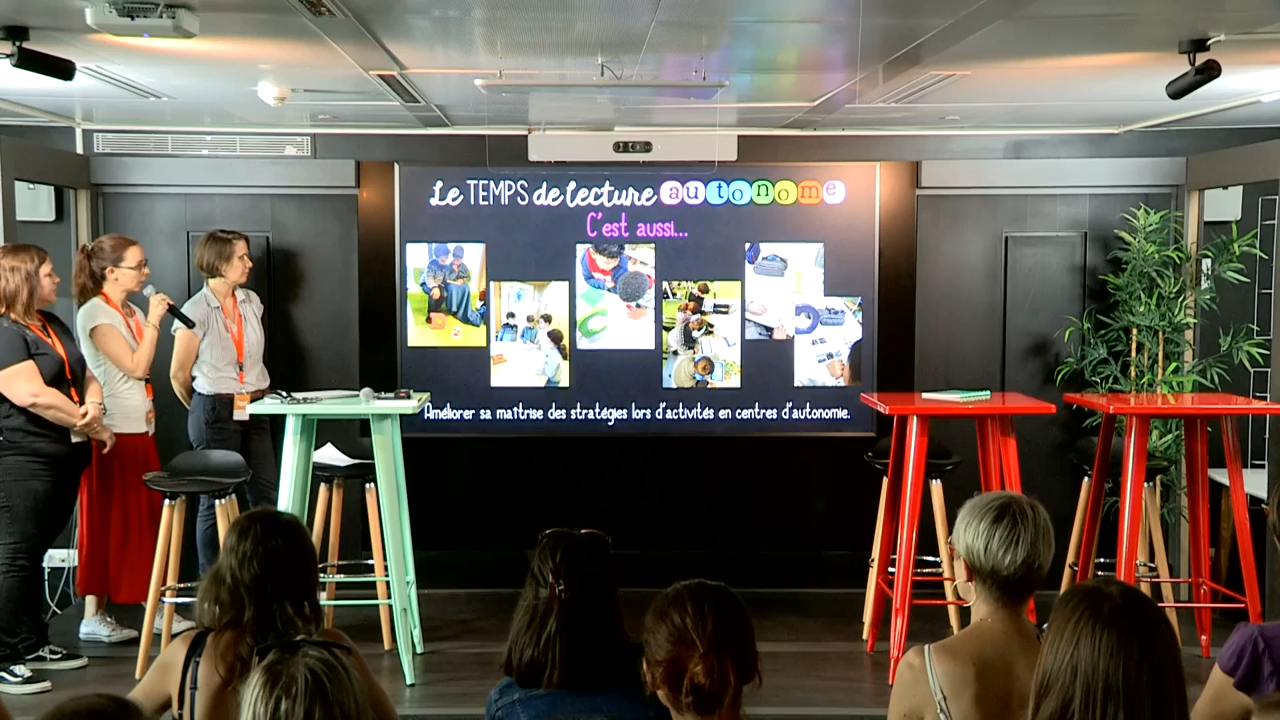 Le TEMPS de lecture autonome
C'est aussi...
Améliorer sa maîtrise des stratégies lors d'activités en centres d'autonomie.